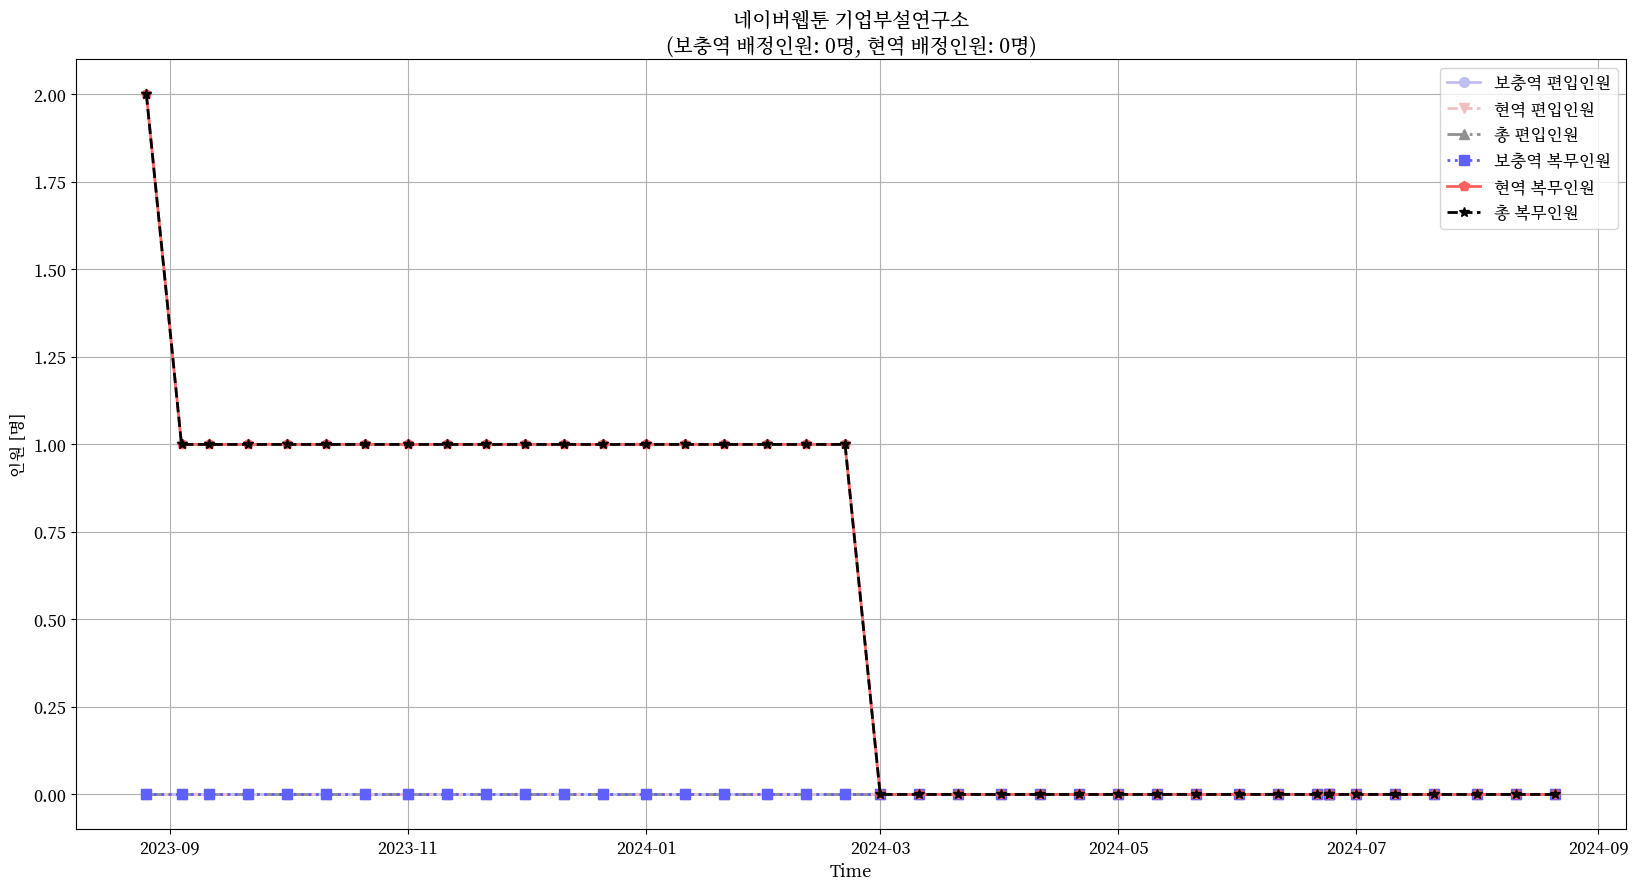 네이버웹툰 기업부설연구소
(보충역 배정인원: 0명, 현역 배정인원: 0명)
보충역 편입인원
현역 편입인원
총 편입인원
보충역 복무인원
현역 복무인원
총 복무인원
인원 [명]
2.00
1.75
1.50
1.25
1.00
0.75
0.50
0.25
0.00
2023-09
2023-11
2024-01
2024-03
2024-05
2024-07
2024-09
Time